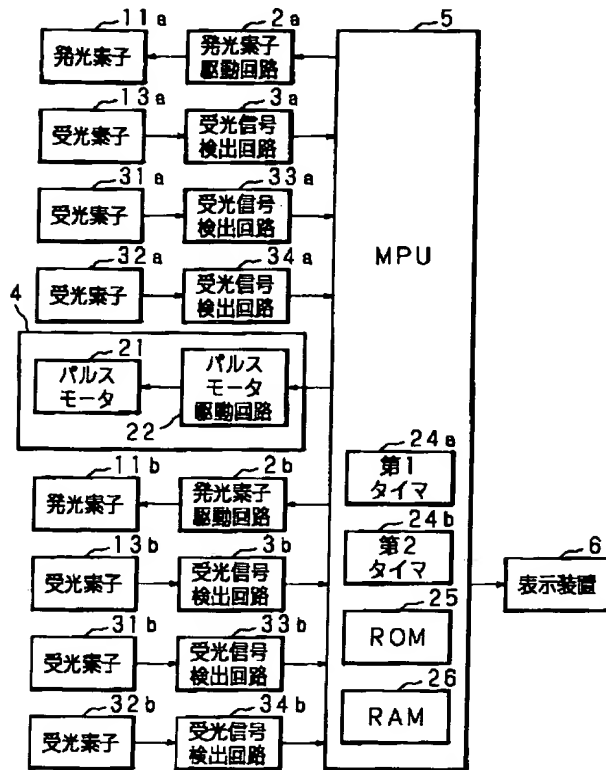 11a
2a
5
発光素子
発光素子
駆動回路
13a
3a
受光素子
受光信号
検出回路
31a
33a
受光素子
受光信号
検出回路
MPU
32a
34a
受光素子
受光信号
検出回路
4
21
パルス
モータ
パルス
モータ
駆動回路
22
24a
第1
タイマ
11b
2b
発光素子
発光素子
駆動回路
24b
第2
タイマ
13b
3b
受光素子
受光信号
検出回路
6
表示装置
25
ROM
31b
33b
受光素子
受光信号
検出回路
26
RAM
32b
34b
受光素子
受光信号
検出回路